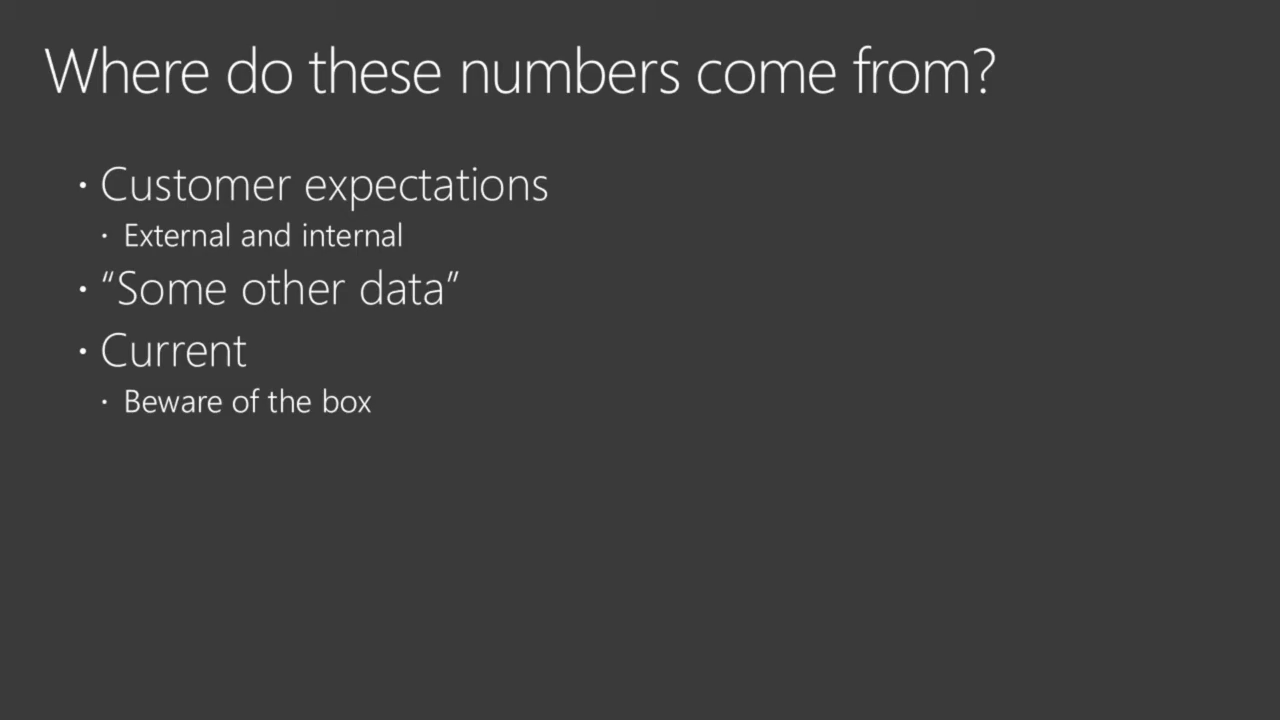 Where do these numbers come from?
· Customer expectations
· External and internal
· “Some other data”
· Current
· Beware of the box